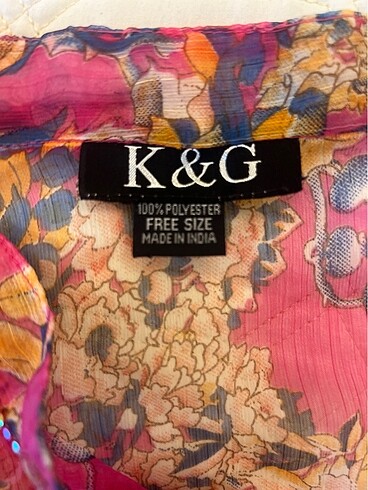 K & G
100% POLYESTER
FREE SIZE
MADE IN INDIA